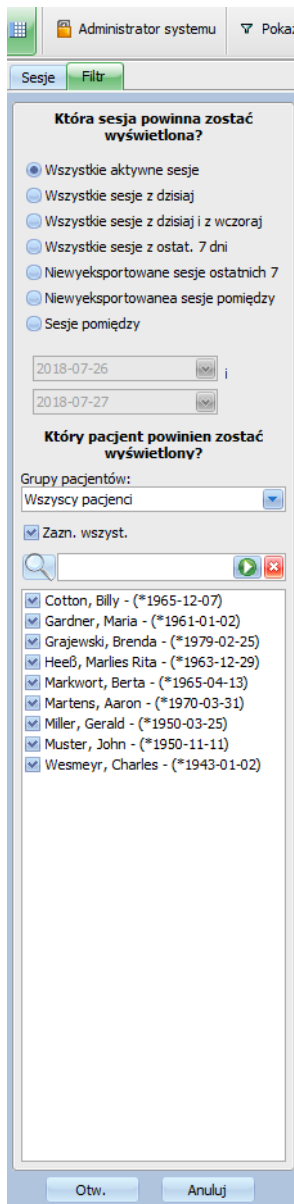 Administrator systemu Pokaz
Sesje Filtr
Która sesja powinna zostać
wyświetlona?
Wszystkie aktywne sesje
Wszystkie sesje z dzisiaj
Wszystkie sesje z dzisiaj i z wczoraj
Wszystkie sesje z ostat. 7 dni
Niewyeksportowane sesje ostatnich 7
Niewyeksportowanea sesje pomiędzy
Sesje pomiędzy
2018-07-26 i
2018-07-27
Który pacjent powinien zostać
wyświetlony?
Grupy pacjentów:
Wszyscy pacjenci
Zazn. wszyst.
Cotton, Billy - (*1965-12-07)
Gardner, Maria - (*1961-01-02)
Grajewski, Brenda - (*1979-02-25)
Heeß, Marlies Rita - (*1963-12-29)
Markwort, Berta - (*1965-04-13)
Martens, Aaron - (*1970-03-31)
Miller, Gerald - (*1950-03-25)
Muster, John - (*1950-11-11)
Wesmeyr, Charles - (*1943-01-02)
Otw. Anuluj